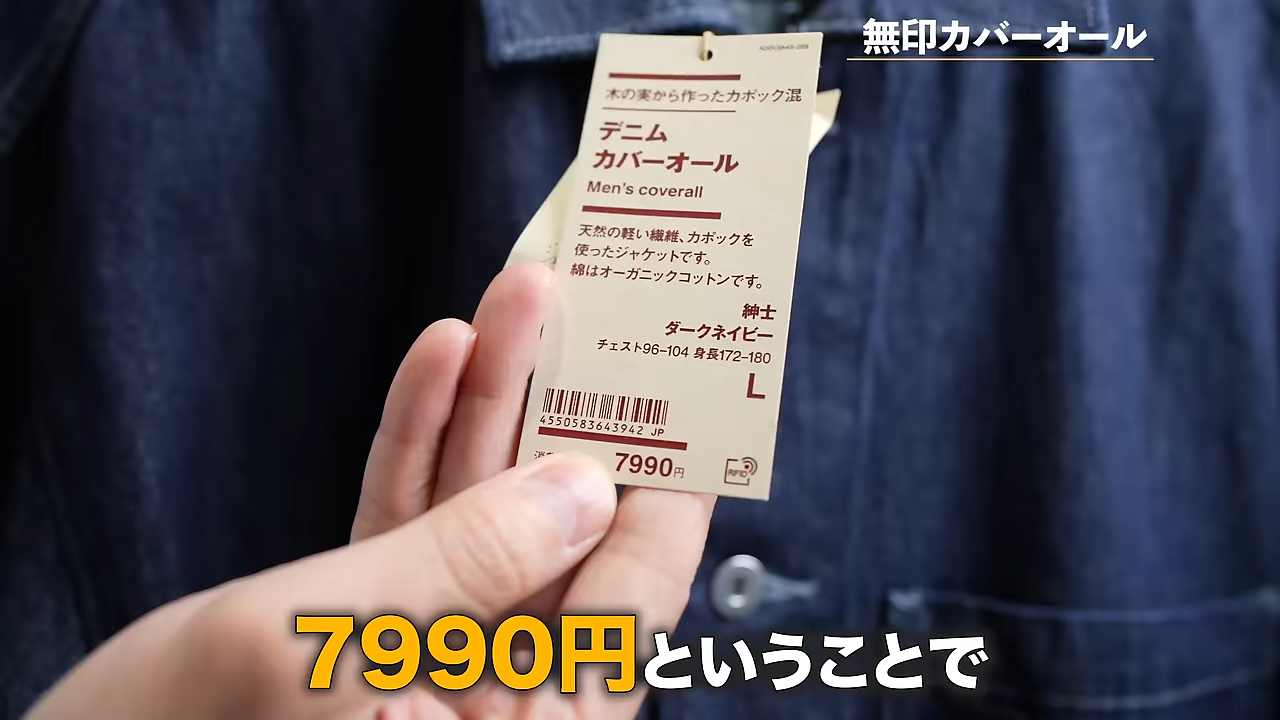 無印カバーオール
木の実から作ったカポック混
デニム
カバーオール
Men's coverall
天然の軽い繊維、カポックを
使ったジャケットです。
綿はオーガニックコットンです。
紳士
ダークネイビー
チェスト96-104 身長172-180
L
4550583643942 JP
7990円
RFID
7990円ということで